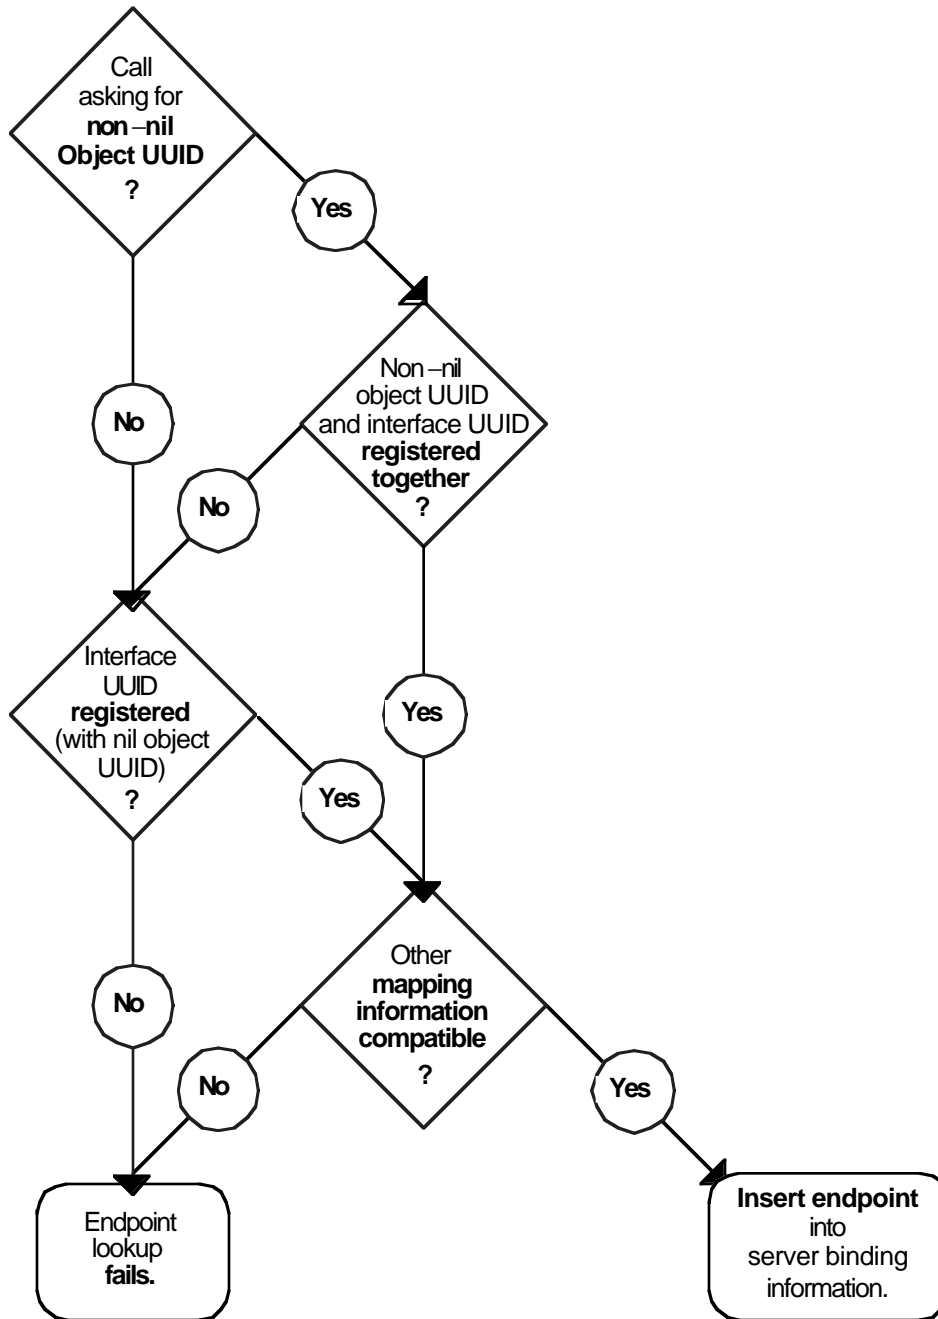 Call
asking for
non –nil
Object UUID
?
Yes
No
Non –nil
object UUID
and interface UUID
registered
together
?
No
Interface
UUID
registered
(with nil object
UUID)
?
Yes
Yes
No
Other
mapping
information
compatible
?
No
Yes
Endpoint
lookup
fails.
Insert endpoint
into
server binding
information.